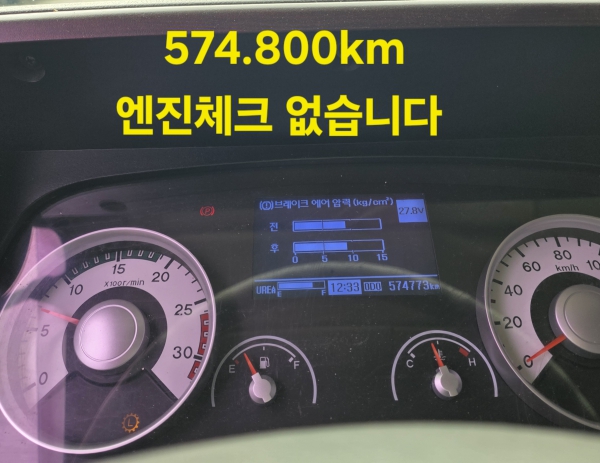 574.800km
엔진체크 없습니다
(!)브레이크 에어 압력 (kg/cm²)
27.8V
전
후
0 5 10 15
UREA E F 12:33 ODO 574773km
0 5 10 15 20 25 30
X100r/min
0 20 40 60 80 100
km/h
E F
C H